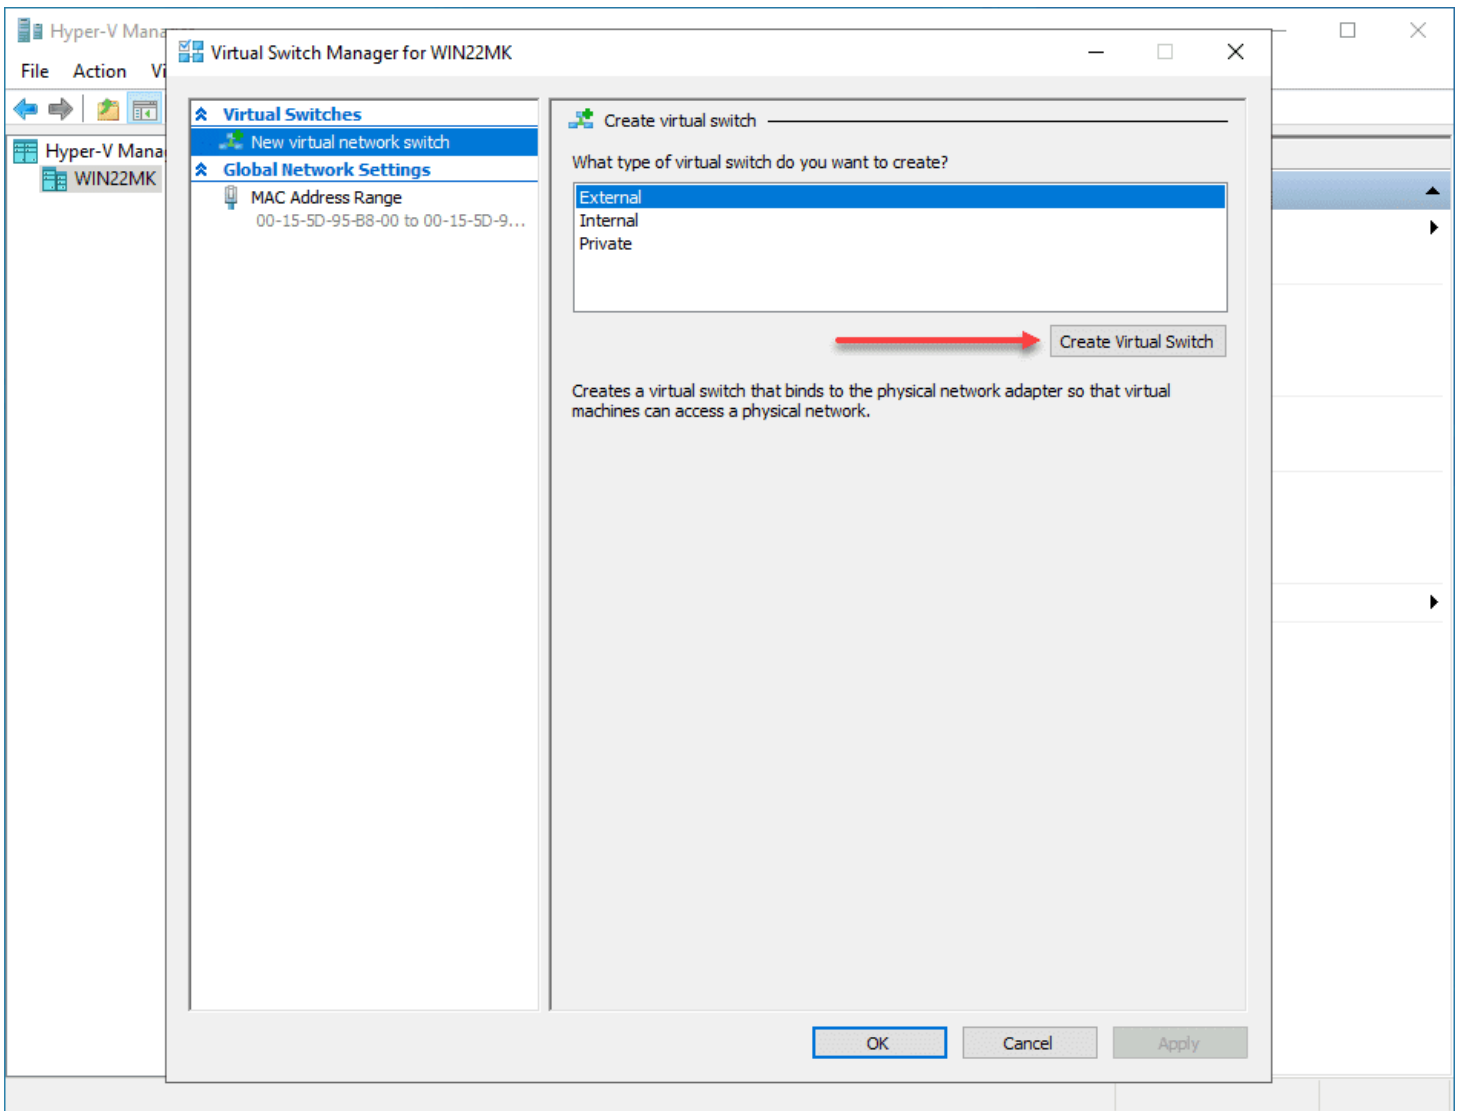 Hyper-V Mana
Virtual Switch Manager for WIN22MK
File Action Vi
Virtual Switches
New virtual network switch
Global Network Settings
MAC Address Range
00-15-5D-95-B8-00 to 00-15-5D-9...
Hyper-V Mana
WIN22MK
Create virtual switch
What type of virtual switch do you want to create?
External
Internal
Private
Create Virtual Switch
Creates a virtual switch that binds to the physical network adapter so that virtual
machines can access a physical network.
OK Cancel Apply